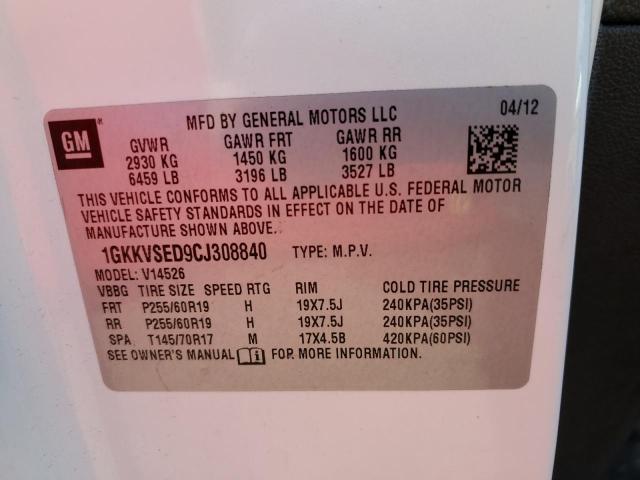 GM
MFD BY GENERAL MOTORS LLC 04/12
GVWR GAWR FRT GAWR RR
2930 KG 1450 KG 1600 KG
6459 LB 3196 LB 3527 LB
THIS VEHICLE CONFORMS TO ALL APPLICABLE U.S. FEDERAL MOTOR
VEHICLE SAFETY STANDARDS IN EFFECT ON THE DATE OF
MANUFACTURE SHOWN ABOVE.
1GKKVSED9CJ308840 TYPE: M.P.V.
MODEL: V14526
VBBG TIRE SIZE SPEED RTG RIM COLD TIRE PRESSURE
FRT P255/60R19 H 19X7.5J 240KPA(35PSI)
RR P255/60R19 H 19X7.5J 240KPA(35PSI)
SPA T145/70R17 M 17X4.5B 420KPA(60PSI)
SEE OWNER'S MANUAL FOR MORE INFORMATION.